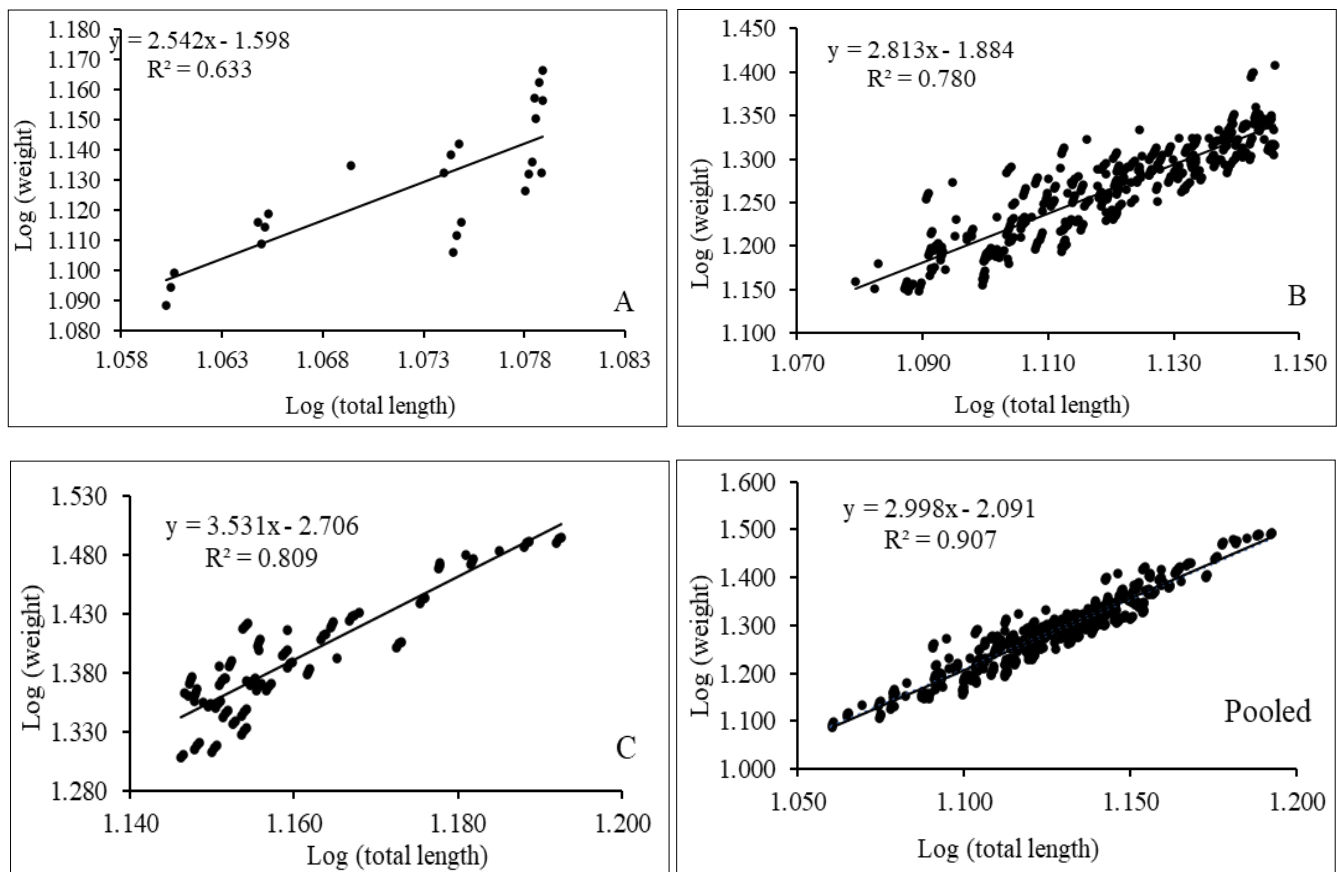 y = 2.542x - 1.598
R² = 0.633
Log (weight)
1.180
1.170
1.160
1.150
1.140
1.130
1.120
1.110
1.100
1.090
1.080
A
1.058 1.063 1.068 1.073 1.078 1.083
Log (total length)
y = 2.813x - 1.884
R² = 0.780
Log (weight)
1.450
1.400
1.350
1.300
1.250
1.200
1.150
1.100
B
1.070 1.090 1.110 1.130 1.150
Log (total length)
y = 3.531x - 2.706
R² = 0.809
Log (weight)
1.530
1.480
1.430
1.380
1.330
1.280
C
1.140 1.160 1.180 1.200
Log (total length)
y = 2.998x - 2.091
R² = 0.907
Log (weight)
1.600
1.500
1.400
1.300
1.200
1.100
1.000
Pooled
1.050 1.100 1.150 1.200
Log (total length)